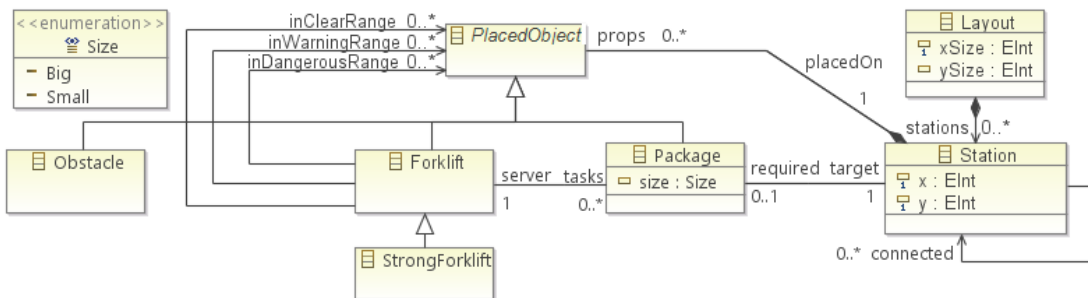 <<enumeration>>
Size
Big
Small
inClearRange 0..*
inWarningRange 0..*
inDangerousRange 0..*
PlacedObject
props 0..*
placedOn
1
Layout
xSize : EInt
ySize : EInt
stations 0..*
Obstacle
Forklift
server tasks
1
0..*
Package
size : Size
required target
0..1
1
Station
x : EInt
y : EInt
StrongForklift
0..* connected